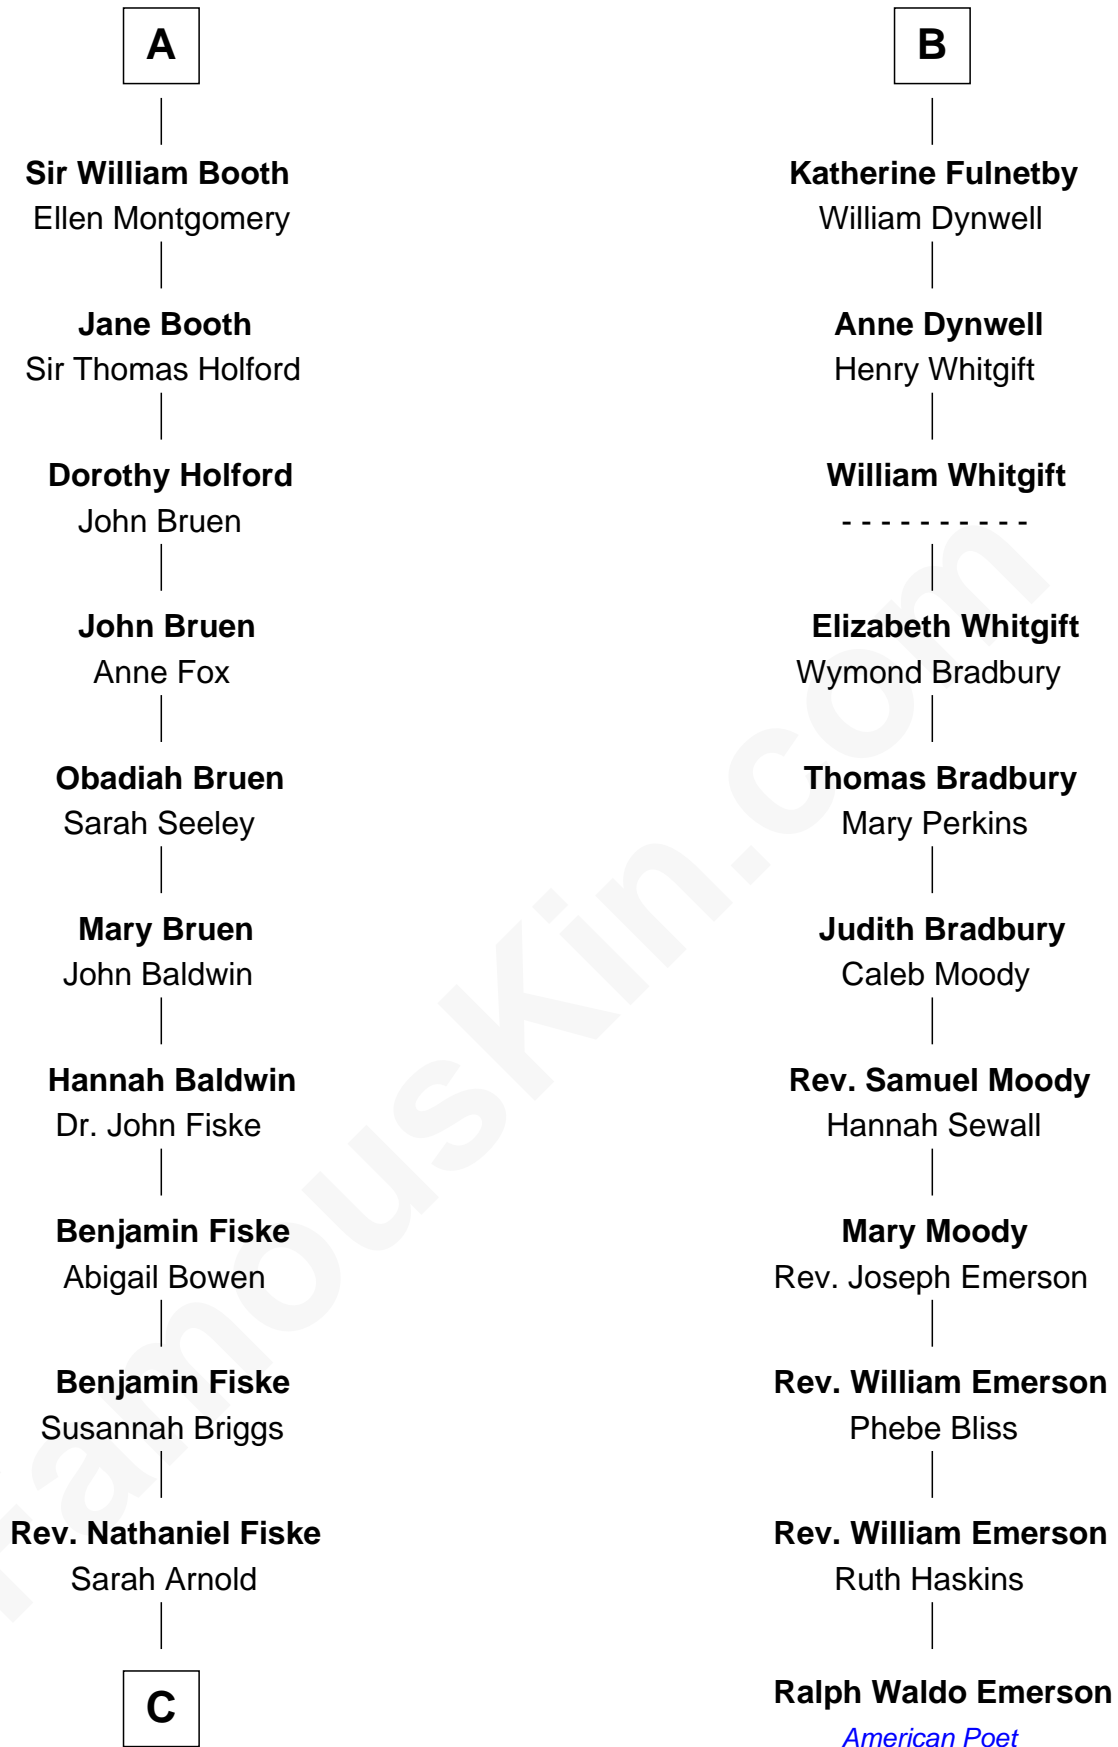 A
Sir William Booth
Ellen Montgomery
Jane Booth
Sir Thomas Holford
Dorothy Holford
John Bruen
John Bruen
Anne Fox
Obadiah Bruen
Sarah Seeley
Mary Bruen
John Baldwin
Hannah Baldwin
Dr. John Fiske
Benjamin Fiske
Abigail Bowen
Benjamin Fiske
Susannah Briggs
Rev. Nathaniel Fiske
Sarah Arnold
C
B
Katherine Fulnetby
William Dynwell
Anne Dynwell
Henry Whitgift
William Whitgift
- - - - - - - - - -
Elizabeth Whitgift
Wymond Bradbury
Thomas Bradbury
Mary Perkins
Judith Bradbury
Caleb Moody
Rev. Samuel Moody
Hannah Sewall
Mary Moody
Rev. Joseph Emerson
Rev. William Emerson
Phebe Bliss
Rev. William Emerson
Ruth Haskins
Ralph Waldo Emerson
American Poet
FamousKin.com